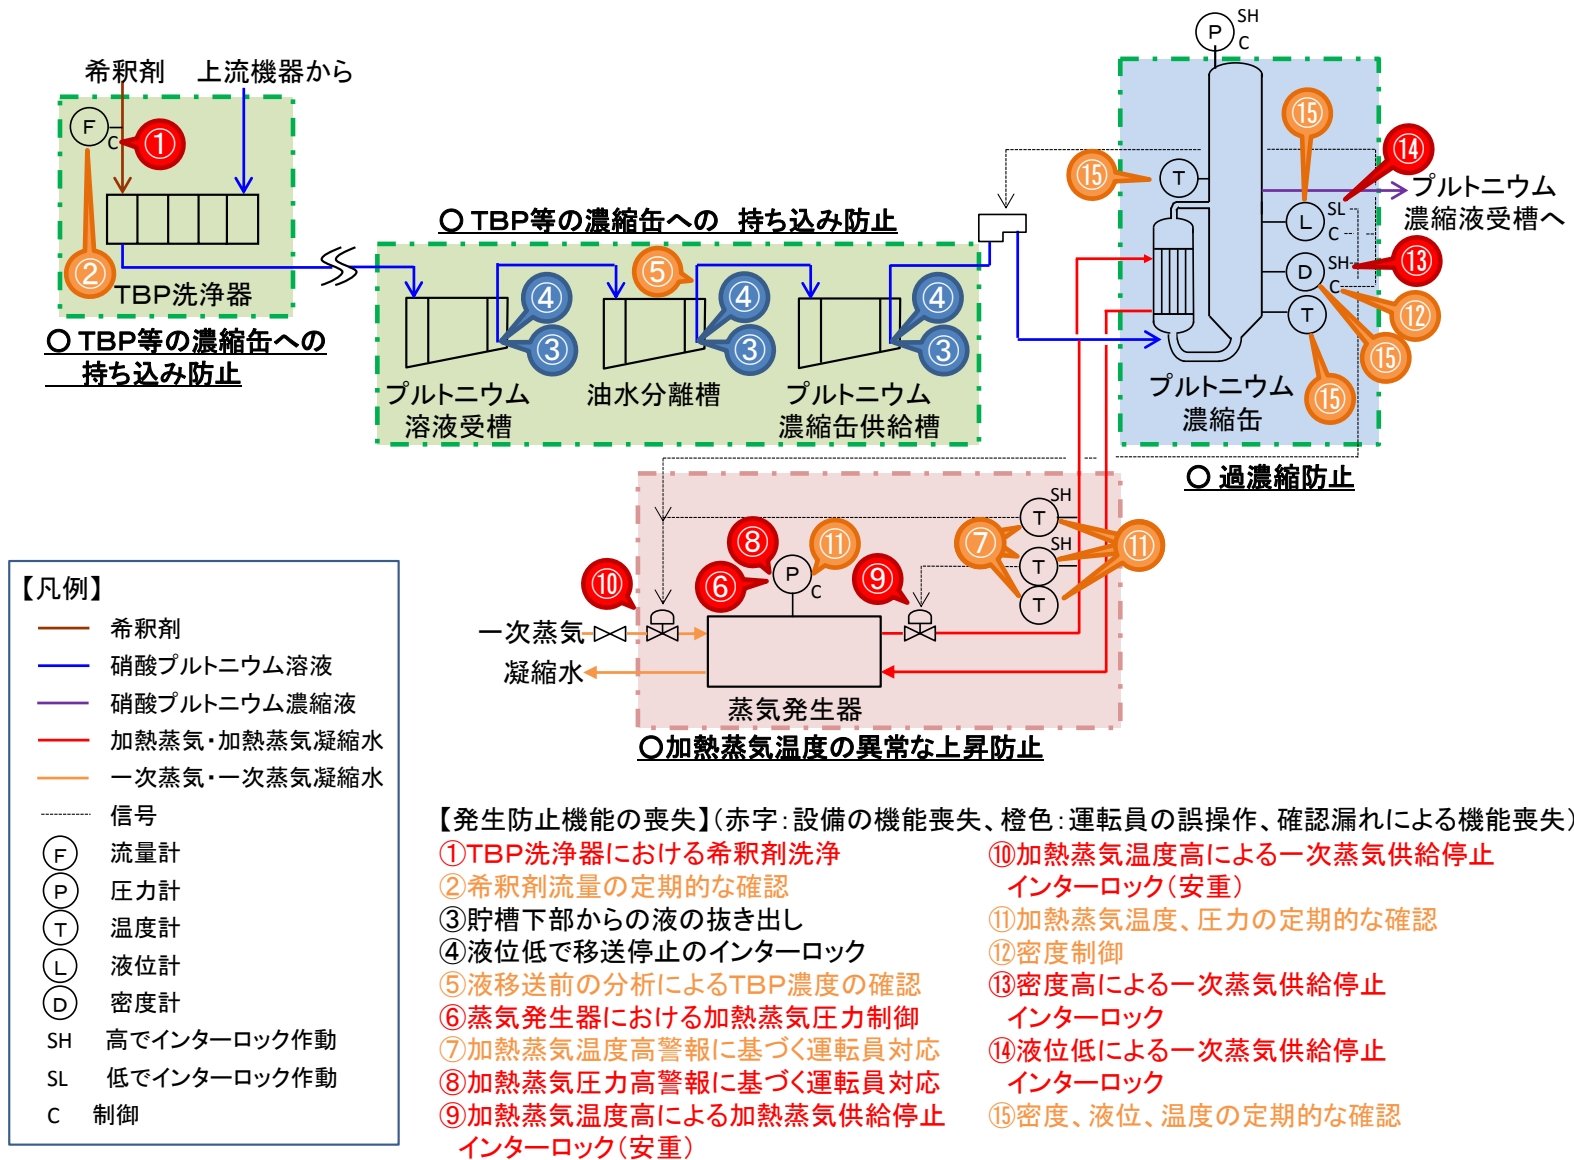 希釈剤
上流機器から
F
C
①
②
TBP洗浄器
○ TBP等の濃縮缶への
持ち込み防止
○ TBP等の濃縮缶への 持ち込み防止
④
③
⑤
④
③
④
③
プルトニウム
溶液受槽
油水分離槽
プルトニウム
濃縮缶供給槽
P
SH
C
⑮
⑭
⑮
T
プルトニウム
濃縮液受槽へ
L
SL
C
D
SH
C
⑬
⑫
T
⑮
⑮
プルトニウム
濃縮缶
○ 過濃縮防止
T
SH
T
SH
T
⑦
⑪
⑧
⑪
⑥
P
C
⑨
⑩
一次蒸気
凝縮水
蒸気発生器
○加熱蒸気温度の異常な上昇防止
【凡例】
希釈剤
硝酸プルトニウム溶液
硝酸プルトニウム濃縮液
加熱蒸気・加熱蒸気凝縮水
一次蒸気・一次蒸気凝縮水
信号
F 流量計
P 圧力計
T 温度計
L 液位計
D 密度計
SH 高でインターロック作動
SL 低でインターロック作動
C 制御
【発生防止機能の喪失】(赤字:設備の機能喪失、橙色:運転員の誤操作、確認漏れによる機能喪失)
①TBP洗浄器における希釈剤洗浄
②希釈剤流量の定期的な確認
③貯槽下部からの液の抜き出し
④液位低で移送停止のインターロック
⑤液移送前の分析によるTBP濃度の確認
⑥蒸気発生器における加熱蒸気圧力制御
⑦加熱蒸気温度高警報に基づく運転員対応
⑧加熱蒸気圧力高警報に基づく運転員対応
⑨加熱蒸気温度高による加熱蒸気供給停止
インターロック(安重)
⑩加熱蒸気温度高による一次蒸気供給停止
インターロック(安重)
⑪加熱蒸気温度、圧力の定期的な確認
⑫密度制御
⑬密度高による一次蒸気供給停止
インターロック
⑭液位低による一次蒸気供給停止
インターロック
⑮密度、液位、温度の定期的な確認